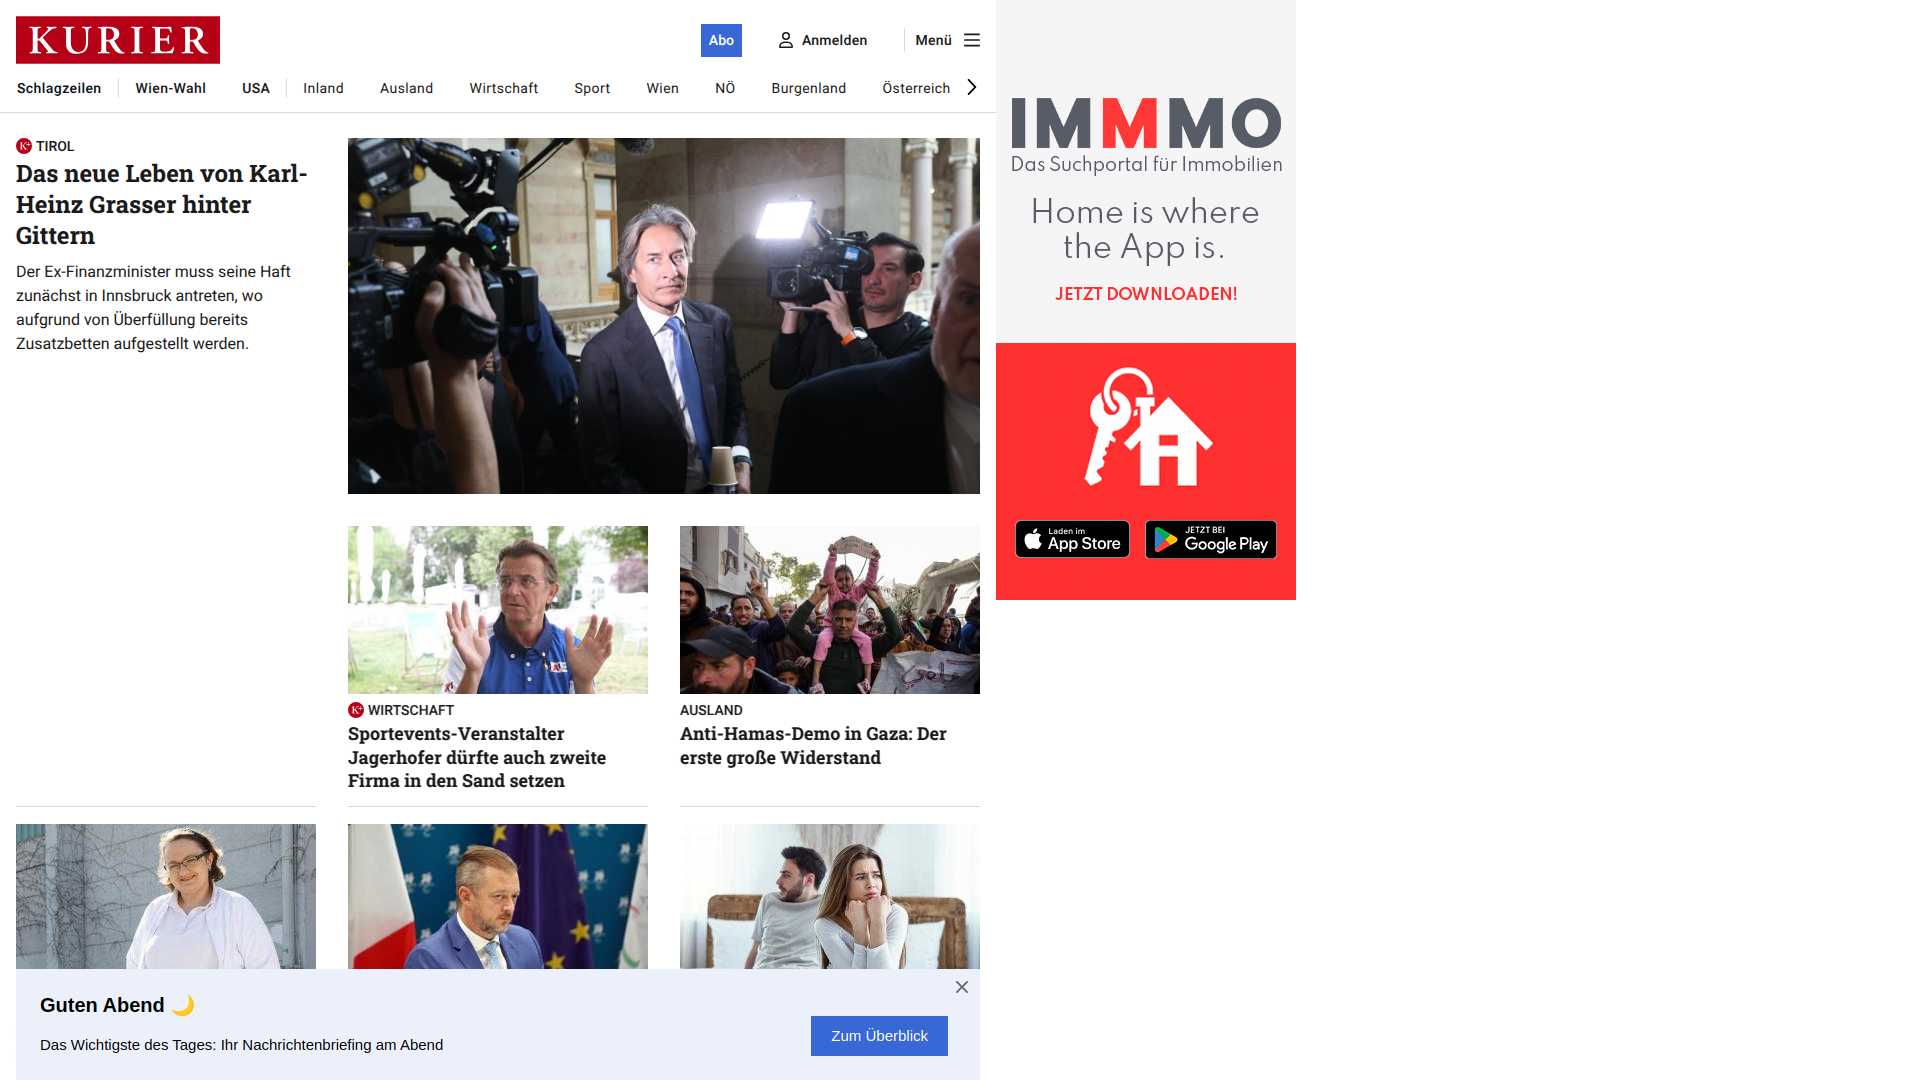 KURIER
Abo
Anmelden
Menü
Schlagzeilen
Wien-Wahl
USA
Inland
Ausland
Wirtschaft
Sport
Wien
NÖ
Burgenland
Österreich
K+ TIROL
Das neue Leben von Karl-
Heinz Grasser hinter
Gittern
Der Ex-Finanzminister muss seine Haft
zunächst in Innsbruck antreten, wo
aufgrund von Überfüllung bereits
Zusatzbetten aufgestellt werden.
K+ WIRTSCHAFT
Sportevents-Veranstalter
Jagerhofer dürfte auch zweite
Firma in den Sand setzen
AUSLAND
Anti-Hamas-Demo in Gaza: Der
erste große Widerstand
IMMMO
Das Suchportal für Immobilien
Home is where
the App is.
JETZT DOWNLOADEN!
Laden im
App Store
JETZT BEI
Google Play
Guten Abend 🌙
Das Wichtigste des Tages: Ihr Nachrichtenbriefing am Abend
Zum Überblick